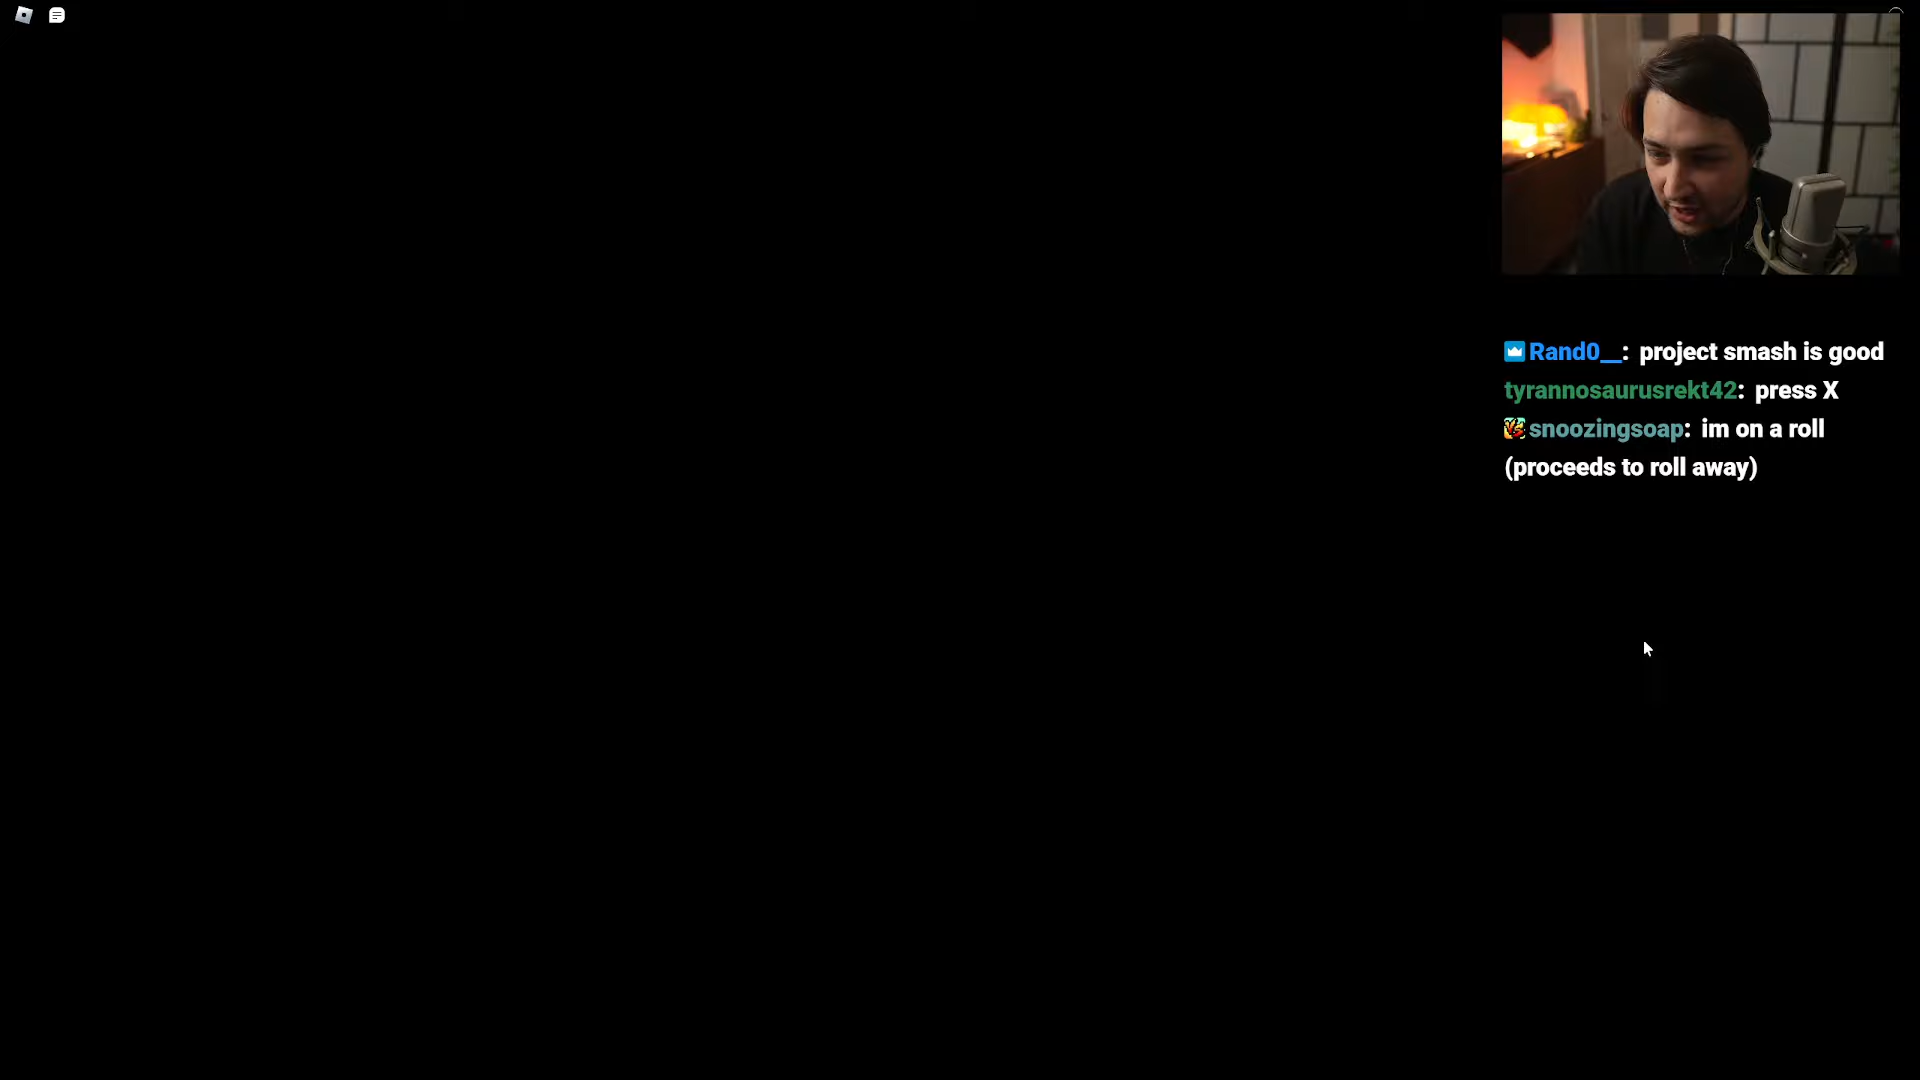 Rand0__: project smash is good
tyrannosaurusrekt42: press X
snoozingsoap: im on a roll
(proceeds to roll away)